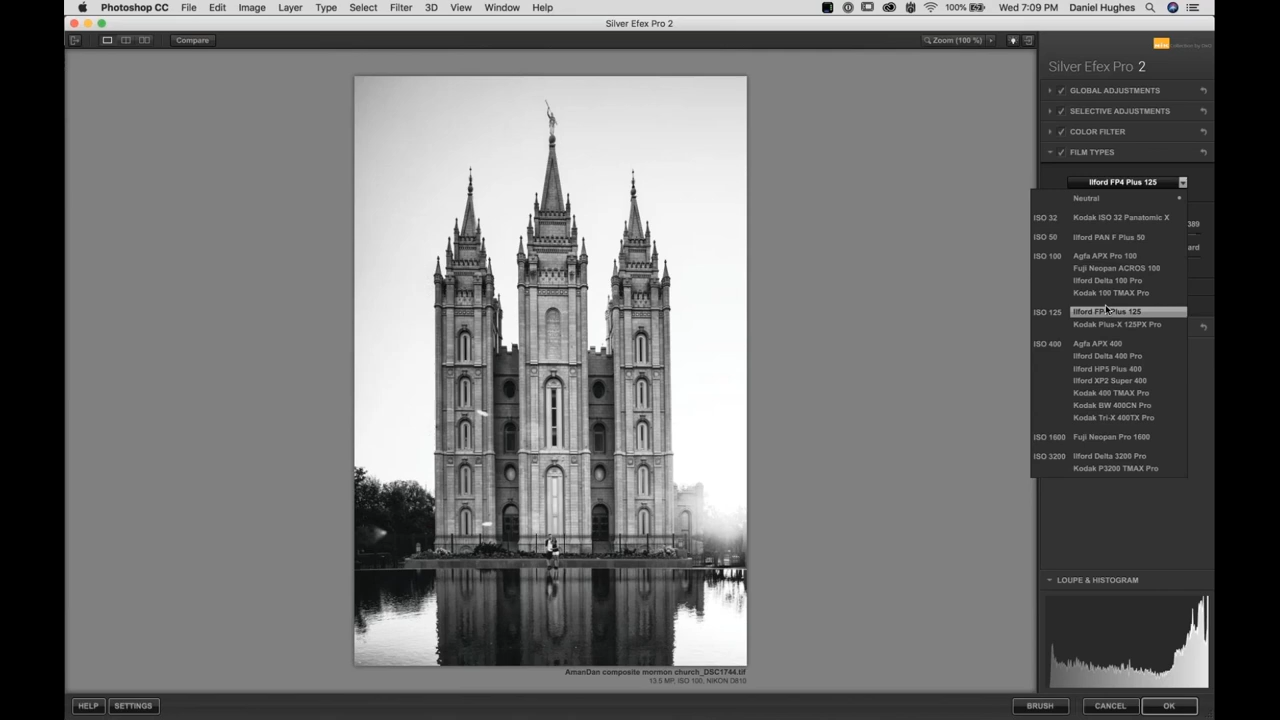 Photoshop CC File Edit Image Layer Type Select Filter 3D View Window Help 100% Wed 7:09 PM Daniel Hughes
Silver Efex Pro 2
Compare Zoom (100 %)
Silver Efex Pro 2
GLOBAL ADJUSTMENTS
SELECTIVE ADJUSTMENTS
COLOR FILTER
FILM TYPES
Ilford FP4 Plus 125
Neutral
ISO 32 Kodak ISO 32 Panatomic X
389
ISO 50 Ilford PAN F Plus 50
ard
ISO 100 Agfa APX Pro 100
Fuji Neopan ACROS 100
Ilford Delta 100 Pro
Kodak 100 TMAX Pro
ISO 125 Ilford FP4 Plus 125
Kodak Plus-X 125PX Pro
ISO 400 Agfa APX 400
Ilford Delta 400 Pro
Ilford HP5 Plus 400
Ilford XP2 Super 400
Kodak 400 TMAX Pro
Kodak BW 400CN Pro
Kodak Tri-X 400TX Pro
ISO 1600 Fuji Neopan Pro 1600
ISO 3200 Ilford Delta 3200 Pro
Kodak P3200 TMAX Pro
LOUPE & HISTOGRAM
AmanDan composite mormon church_DSC1744.tif
13.5 MP, ISO 100, NIKON D810
HELP SETTINGS BRUSH CANCEL OK